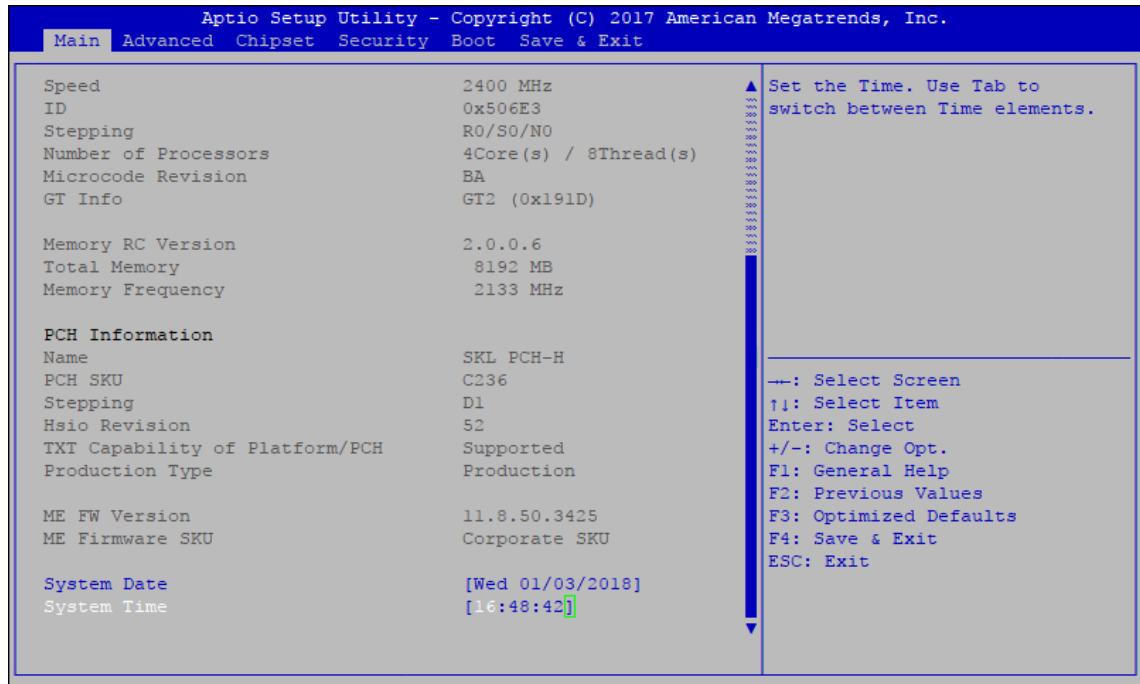 Aptio Setup Utility - Copyright (C) 2017 American Megatrends, Inc.
Main Advanced Chipset Security Boot Save & Exit
Speed 2400 MHz
ID 0x506E3
Stepping R0/S0/N0
Number of Processors 4Core(s) / 8Thread(s)
Microcode Revision BA
GT Info GT2 (0x191D)
Memory RC Version 2.0.0.6
Total Memory 8192 MB
Memory Frequency 2133 MHz
PCH Information
Name SKL PCH-H
PCH SKU C236
Stepping D1
Hsio Revision 52
TXT Capability of Platform/PCH Supported
Production Type Production
ME FW Version 11.8.50.3425
ME Firmware SKU Corporate SKU
System Date [Wed 01/03/2018]
System Time [16:48:42]
Set the Time. Use Tab to
switch between Time elements.
→←: Select Screen
↑↓: Select Item
Enter: Select
+/-: Change Opt.
F1: General Help
F2: Previous Values
F3: Optimized Defaults
F4: Save & Exit
ESC: Exit